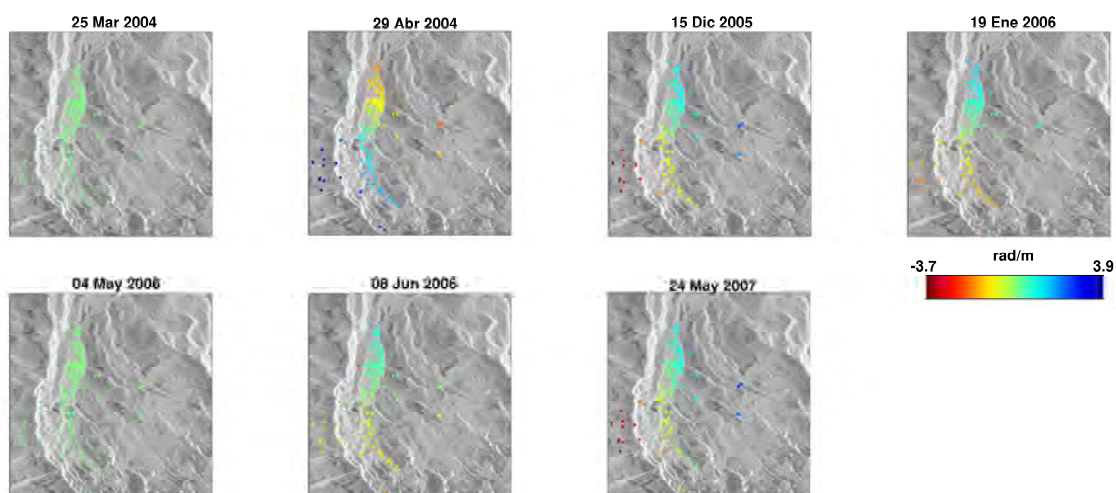 25 Mar 2004
29 Abr 2004
15 Dic 2005
19 Ene 2006
rad/m
-3.7
3.9
04 May 2006
08 Jun 2006
24 May 2007